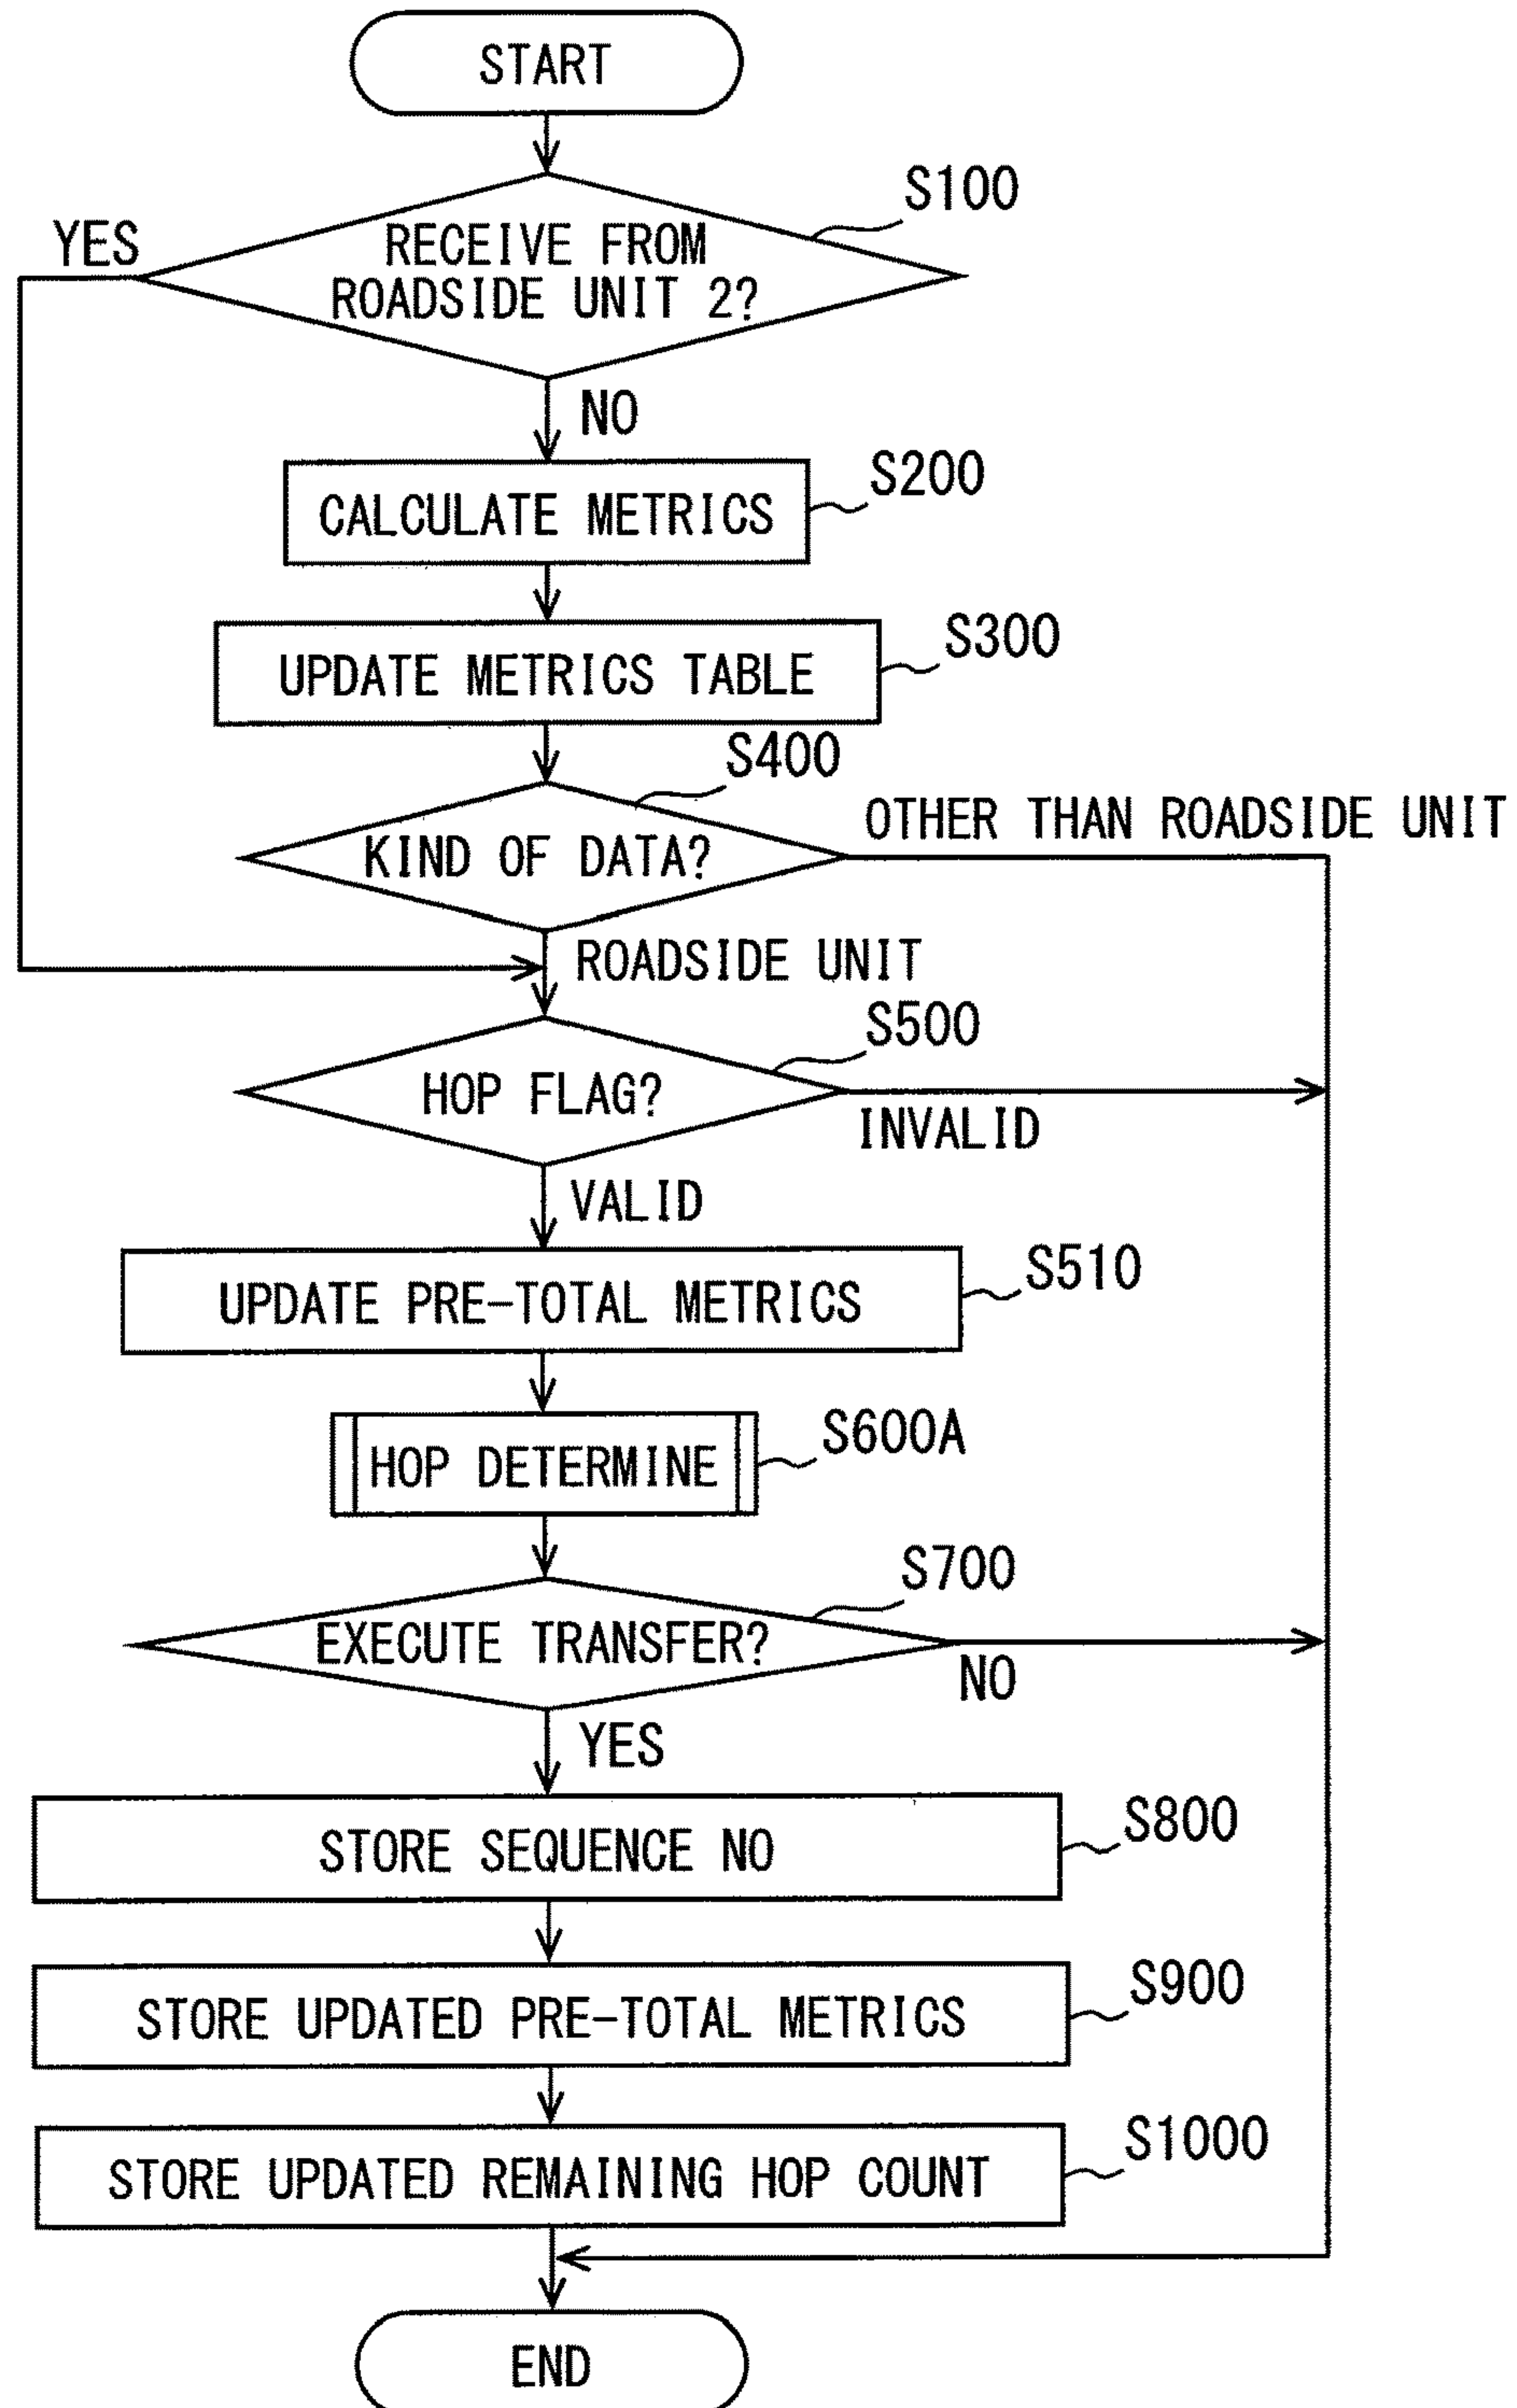 START
S100
YES
RECEIVE FROM
ROADSIDE UNIT 2?
NO
S200
CALCULATE METRICS
S300
UPDATE METRICS TABLE
S400
OTHER THAN ROADSIDE UNIT
KIND OF DATA?
ROADSIDE UNIT
S500
HOP FLAG?
INVALID
VALID
S510
UPDATE PRE-TOTAL METRICS
S600A
HOP DETERMINE
S700
EXECUTE TRANSFER?
NO
YES
S800
STORE SEQUENCE NO
S900
STORE UPDATED PRE-TOTAL METRICS
S1000
STORE UPDATED REMAINING HOP COUNT
END